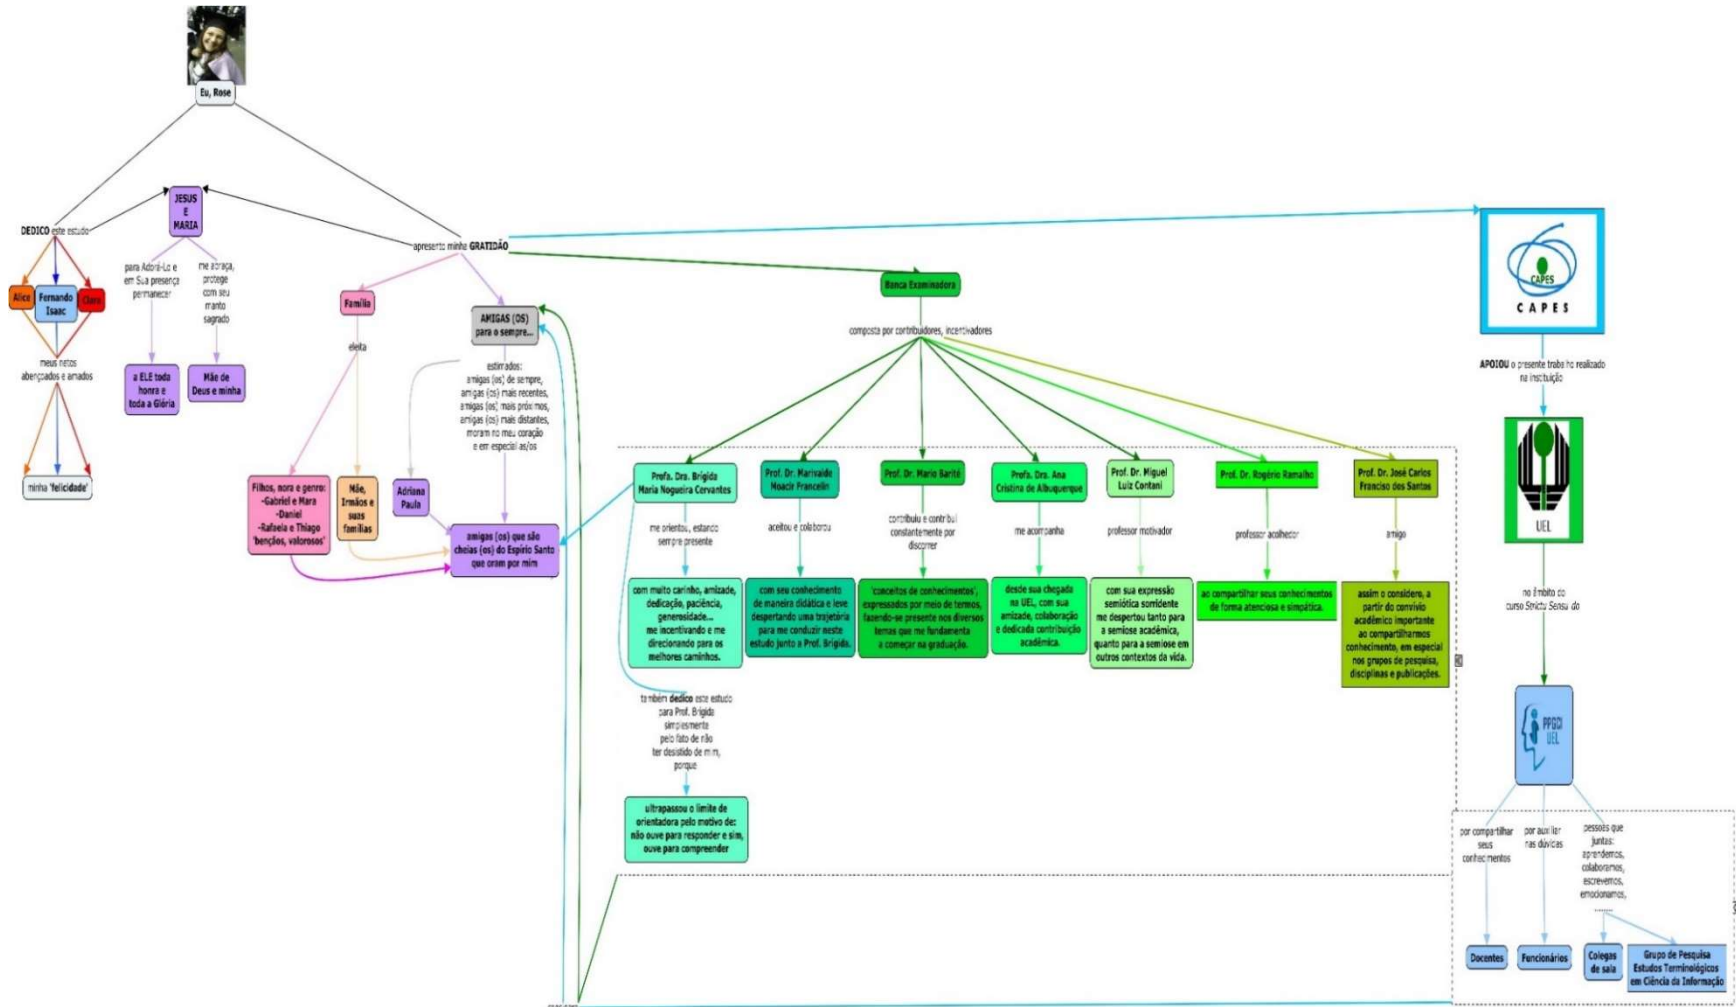 Eu, Rose
DEDICO este estudo
Alice
Fernando
Isaac
Clara
meus netos
abençoados e amados
minha 'felicidade'
JESUS
E
MARIA
para Adorá-Lo e
em Sua presença
permanecer
a ELE toda
honra e
toda a Glória
me abraça,
protege
com seu
manto
sagrado
Mãe de
Deus e minha
apresento minha GRATIDÃO
Família
eleita
Filhos, nora e genro:
-Gabriel e Mara
-Daniel
-Rafaela e Thiago
'bençãos, valorosos'
Mãe,
Irmãos e
suas
famílias
AMIGAS (OS)
para o sempre...
estimados:
amigas (os) de sempre,
amigas (os) mais recentes,
amigas (os) mais próximos,
amigas (os) mais distantes,
moram no meu coração
e em especial as/os
Adriana
Paula
amigas (os) que são
cheias (os) do Espírio Santo
que oram por mim
Banca Examinadora
composta por contribuidores, incentivadores
Profa. Dra. Brígida
Maria Nogueira Cervantes
me orientou, estando
sempre presente
com muito carinho, amizade,
dedicação, paciência,
generosidade...
me incentivando e me
direcionando para os
melhores caminhos.
também dedico este estudo
para Prof. Brígida
simplesmente
pelo fato de não
ter desistido de mim,
porque
ultrapassou o limite de
orientadora pelo motivo de:
não ouve para responder e sim,
ouve para compreender
Prof. Dr. Marivalde
Moacir Francelin
aceitou e colaborou
com seu conhecimento
de maneira didática e leve
despertando uma trajetória
para me conduzir neste
estudo junto a Prof. Brígida.
Prof. Dr. Mario Barité
contribuiu e contribui
constantemente por
discorrer
'conceitos de conhecimentos',
expressados por meio de termos,
fazendo-se presente nos diversos
temas que me fundamenta
a começar na graduação.
Profa. Dra. Ana
Cristina de Albuquerque
me acompanha
desde sua chegada
na UEL, com sua
amizade, colaboração
e dedicada contribuição
acadêmica.
Prof. Dr. Miguel
Luiz Contani
professor motivador
com sua expressão
semiótica sorridente
me despertou tanto para
a semiose acadêmica,
quanto para a semiose em
outros contextos da vida.
Prof. Dr. Rogério Ramalho
professor acolhedor
ao compartilhar seus conhecimentos
de forma atenciosa e simpática.
Prof. Dr. José Carlos
Franciso dos Santos
amigo
assim o considero, a
partir do convívio
acadêmico importante
ao compartilharmos
conhecimento, em especial
nos grupos de pesquisa,
disciplinas e publicações.
CAPES
CAPES
APOIOU o presente trabalho realizado
na instituição
UEL
no âmbito do
curso Strictu Sensu do
PPGCI
UEL
por compartilhar
seus
conhecimentos
Docentes
por auxiliar
nas dúvidas
Funcionários
pessoas que
juntas:
aprendemos,
colaboramos,
escrevemos,
emocionamos,
........
Colegas
de sala
Grupo de Pesquisa
Estudos Terminológicos
em Ciência da Informação